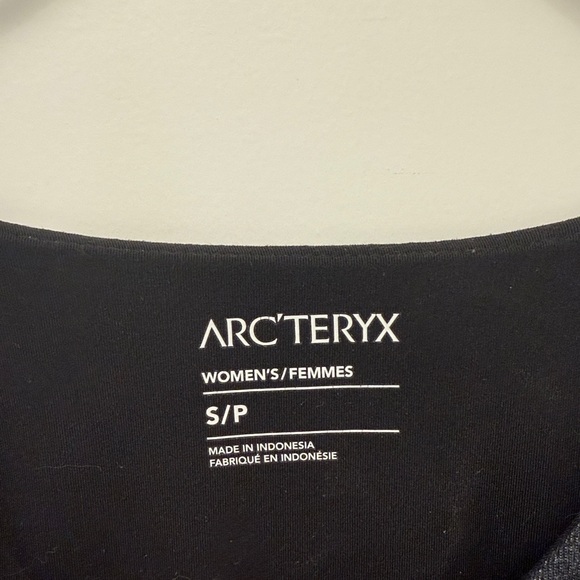 ARC'TERYX
WOMEN'S/FEMMES
S/P
MADE IN INDONESIA
FABRIQUÉ EN INDONÉSIE